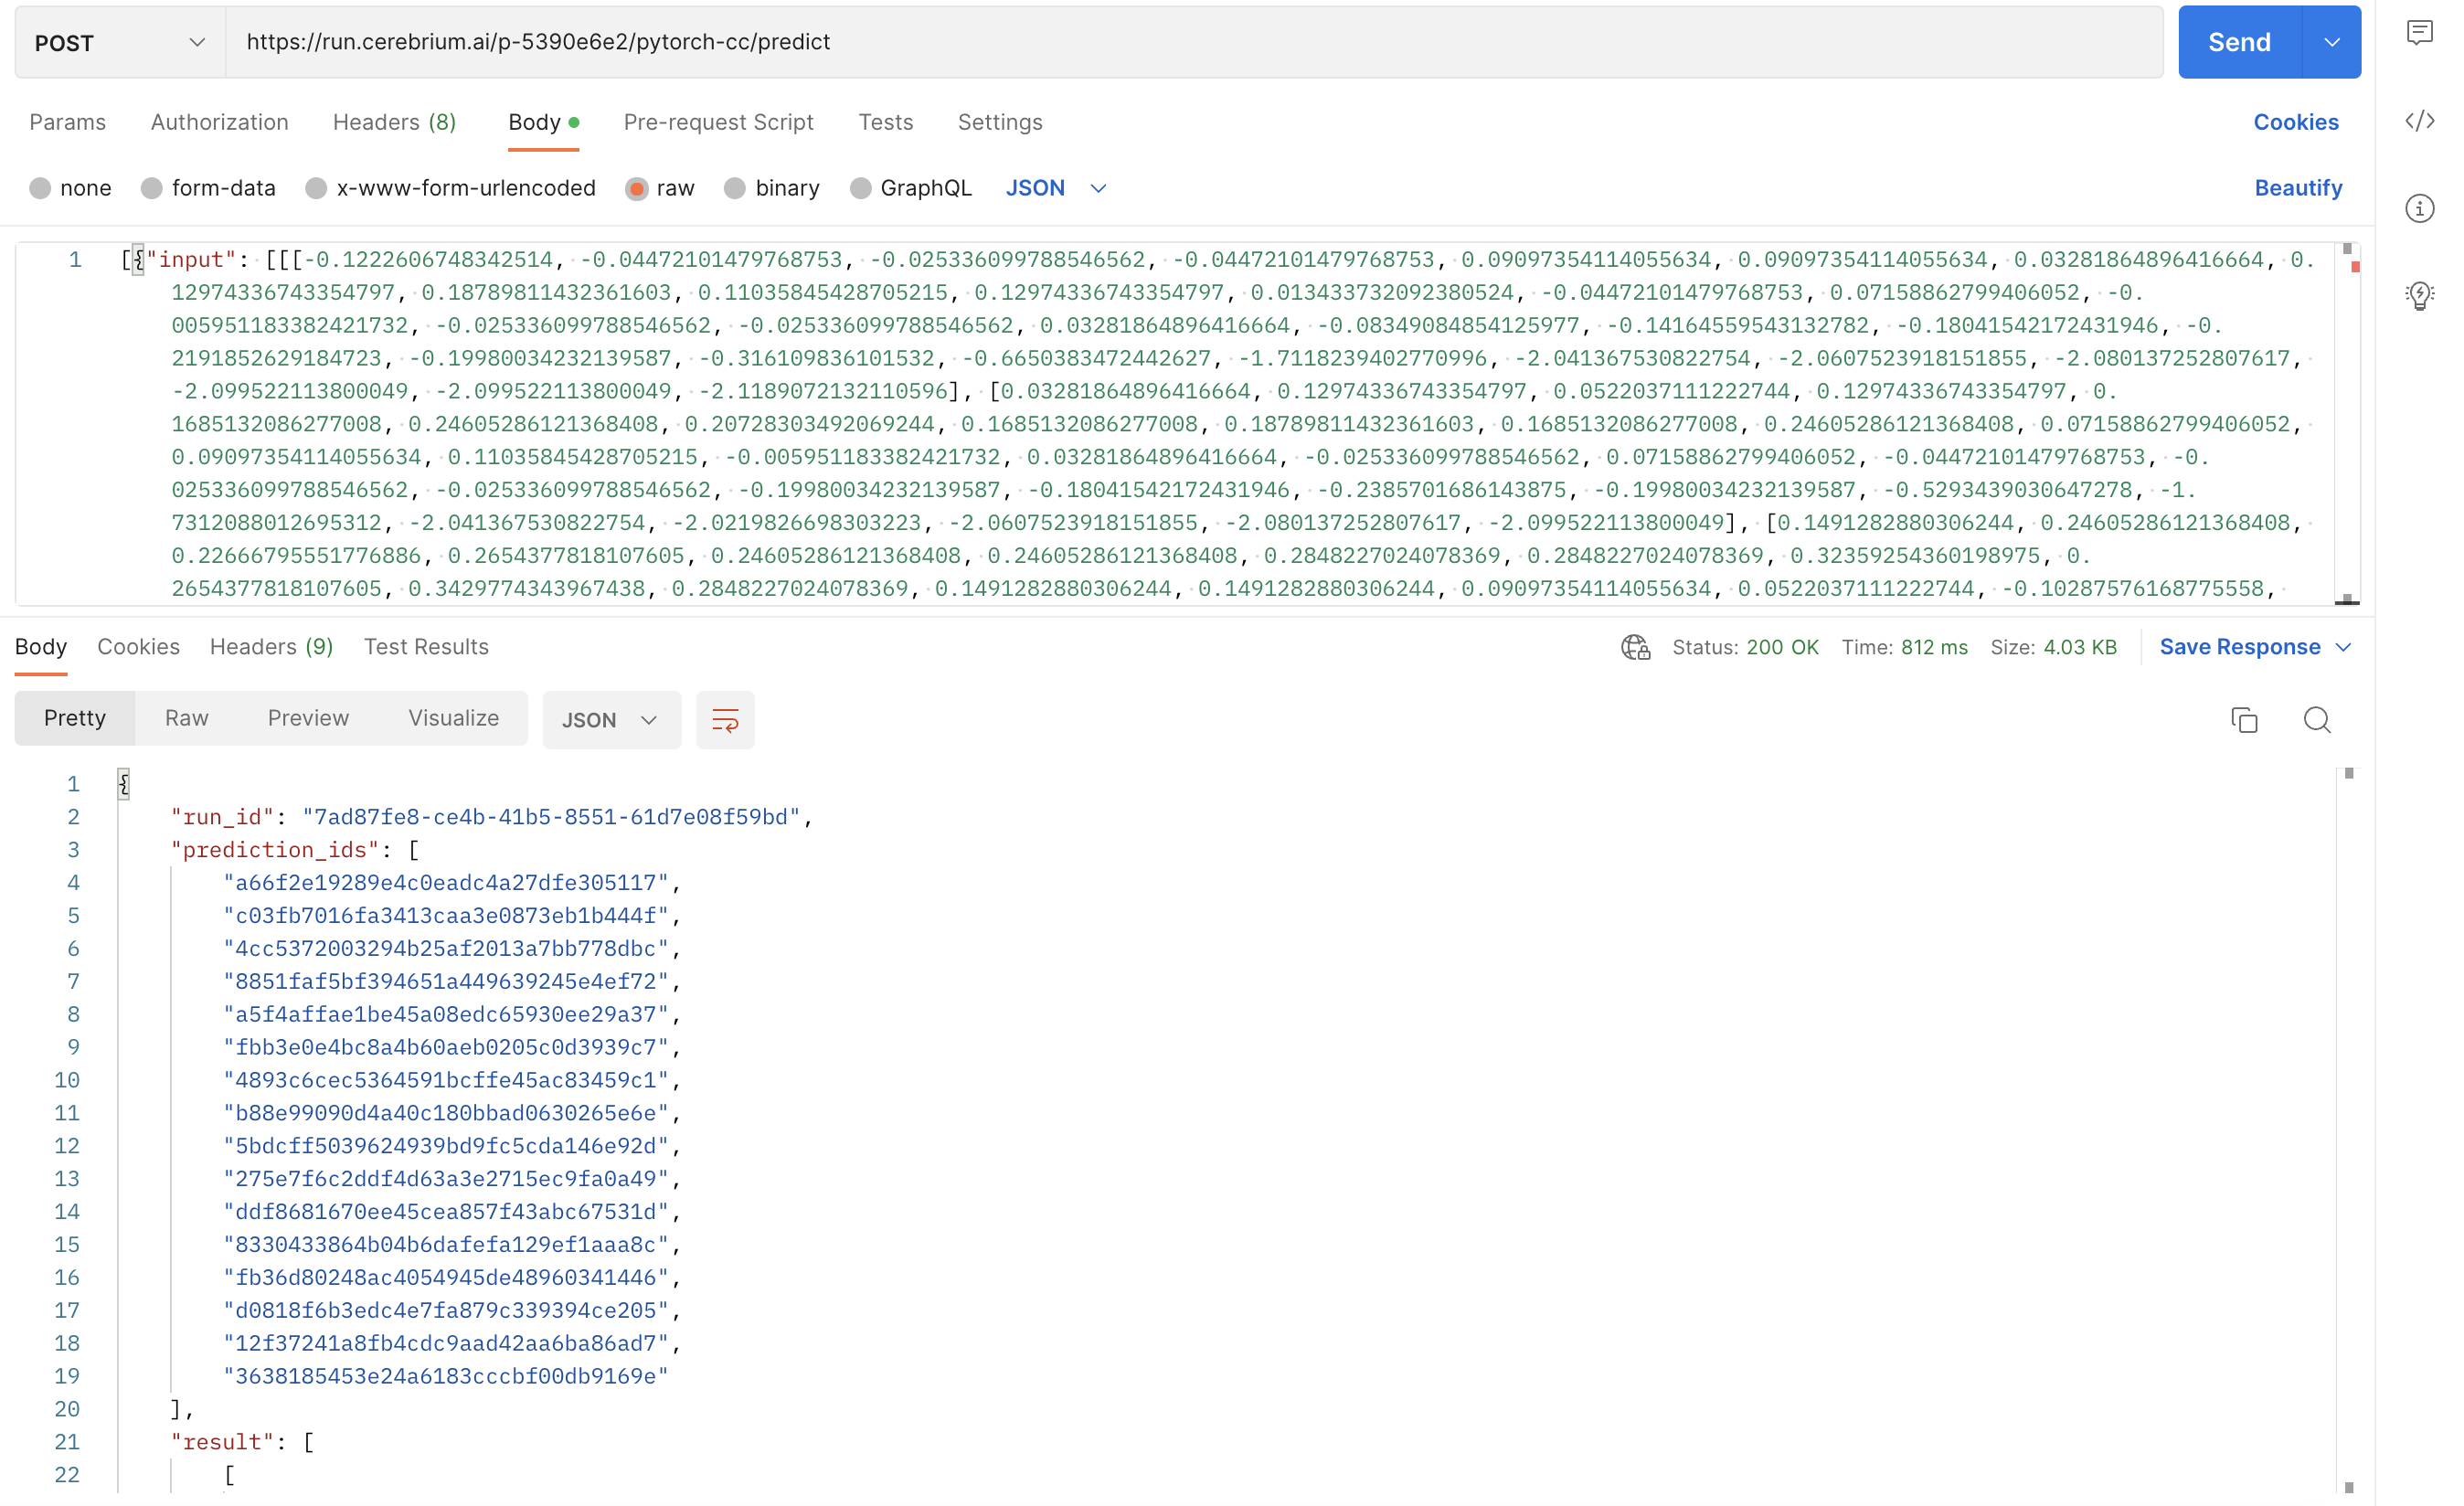 POST https://run.cerebrium.ai/p-5390e6e2/pytorch-cc/predict Send
Params Authorization Headers (8) Body Pre-request Script Tests Settings Cookies
none form-data x-www-form-urlencoded raw binary GraphQL JSON Beautify
1 [{"input": [[[-0.1222606748342514, -0.04472101479768753, -0.025336099788546562, -0.04472101479768753, 0.09097354114055634, 0.09097354114055634, 0.03281864896416664, 0.
12974336743354797, 0.18789811432361603, 0.11035845428705215, 0.12974336743354797, 0.013433732092380524, -0.04472101479768753, 0.07158862799406052, -0.
005951183382421732, -0.025336099788546562, -0.025336099788546562, 0.03281864896416664, -0.08349084854125977, -0.14164559543132782, -0.18041542172431946, -0.
2191852629184723, -0.19980034232139587, -0.316109836101532, -0.6650383472442627, -1.7118239402770996, -2.041367530822754, -2.0607523918151855, -2.080137252807617,
-2.099522113800049, -2.099522113800049, -2.1189072132110596], [0.03281864896416664, 0.12974336743354797, 0.0522037111222744, 0.12974336743354797, 0.
1685132086277008, 0.24605286121368408, 0.20728303492069244, 0.1685132086277008, 0.18789811432361603, 0.1685132086277008, 0.24605286121368408, 0.07158862799406052,
0.09097354114055634, 0.11035845428705215, -0.005951183382421732, 0.03281864896416664, -0.025336099788546562, 0.07158862799406052, -0.04472101479768753, -0.
025336099788546562, -0.025336099788546562, -0.19980034232139587, -0.18041542172431946, -0.2385701686143875, -0.19980034232139587, -0.5293439030647278, -1.
7312088012695312, -2.041367530822754, -2.0219826698303223, -2.0607523918151855, -2.080137252807617, -2.099522113800049], [0.1491282880306244, 0.24605286121368408,
0.22666795551776886, 0.2654377818107605, 0.24605286121368408, 0.24605286121368408, 0.2848227024078369, 0.2848227024078369, 0.32359254360198975, 0.
2654377818107605, 0.3429774343967438, 0.2848227024078369, 0.1491282880306244, 0.1491282880306244, 0.09097354114055634, 0.0522037111222744, -0.10287576168775558,
Body Cookies Headers (9) Test Results Status: 200 OK Time: 812 ms Size: 4.03 KB Save Response
Pretty Raw Preview Visualize JSON
1 {
2 "run_id": "7ad87fe8-ce4b-41b5-8551-61d7e08f59bd",
3 "prediction_ids": [
4 "a66f2e19289e4c0eadc4a27dfe305117",
5 "c03fb7016fa3413caa3e0873eb1b444f",
6 "4cc5372003294b25af2013a7bb778dbc",
7 "8851faf5bf394651a449639245e4ef72",
8 "a5f4affae1be45a08edc65930ee29a37",
9 "fbb3e0e4bc8a4b60aeb0205c0d3939c7",
10 "4893c6cec5364591bcffe45ac83459c1",
11 "b88e99090d4a40c180bbad0630265e6e",
12 "5bdcff5039624939bd9fc5cda146e92d",
13 "275e7f6c2ddf4d63a3e2715ec9fa0a49",
14 "ddf8681670ee45cea857f43abc67531d",
15 "8330433864b04b6dafefa129ef1aaa8c",
16 "fb36d80248ac4054945de48960341446",
17 "d0818f6b3edc4e7fa879c339394ce205",
18 "12f37241a8fb4cdc9aad42aa6ba86ad7",
19 "3638185453e24a6183cccbf00db9169e"
20 ],
21 "result": [
22 [